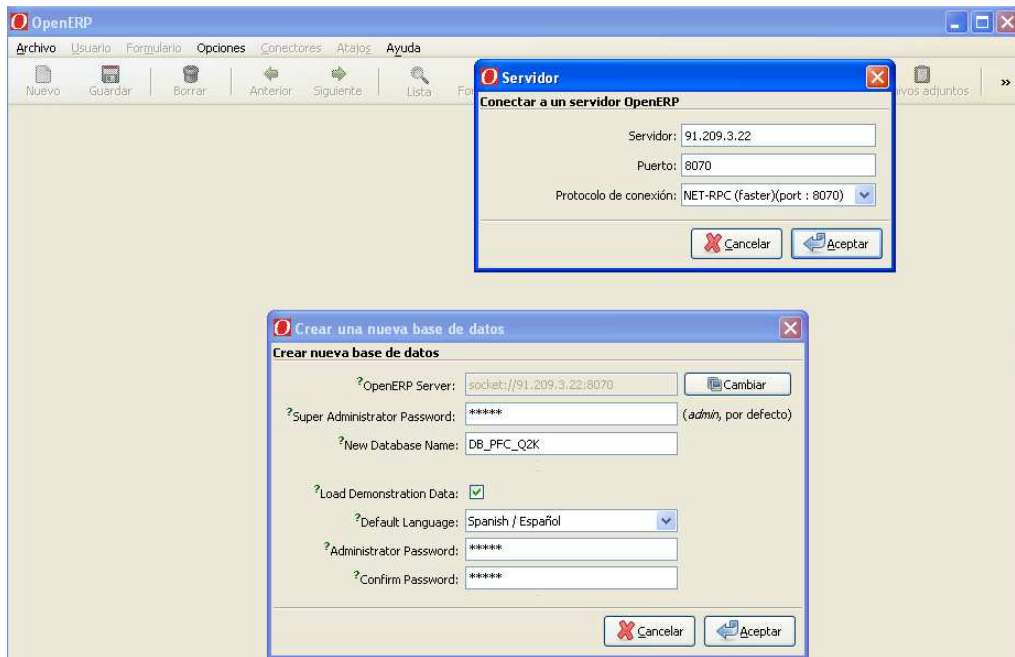 OpenERP
Archivo Usuario Formulario Opciones Conectores Atajos Ayuda
Nuevo Guardar Borrar Anterior Siguiente Lista adjuntos »
Servidor
Conectar a un servidor OpenERP
Servidor: 91.209.3.22
Puerto: 8070
Protocolo de conexión: NET-RPC (faster)(port : 8070)
Cancelar Aceptar
Crear una nueva base de datos
Crear nueva base de datos
?OpenERP Server: socket://91.209.3.22:8070 Cambiar
?Super Administrator Password: ***** (admin, por defecto)
?New Database Name: DB_PFC_Q2K
?Load Demonstration Data:
?Default Language: Spanish / Español
?Administrator Password: *****
?Confirm Password: *****
Cancelar Aceptar